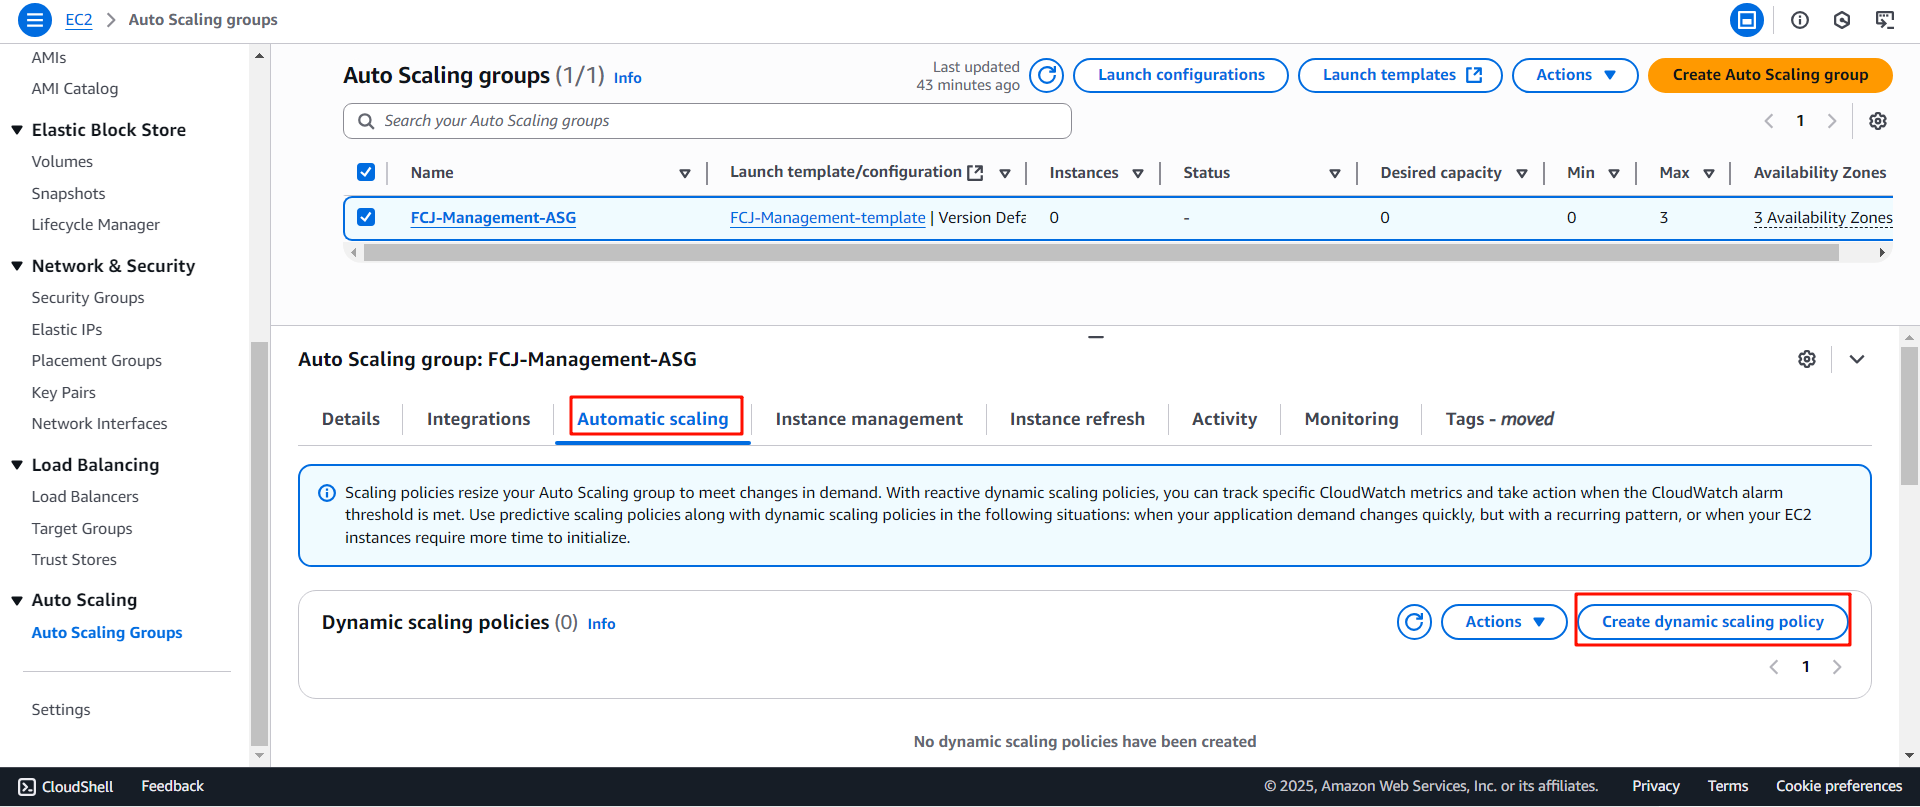 EC2 > Auto Scaling groups
AMIs
AMI Catalog
Elastic Block Store
Volumes
Snapshots
Lifecycle Manager
Network & Security
Security Groups
Elastic IPs
Placement Groups
Key Pairs
Network Interfaces
Load Balancing
Load Balancers
Target Groups
Trust Stores
Auto Scaling
Auto Scaling Groups
Settings
Auto Scaling groups (1/1) Info
Last updated
43 minutes ago
Launch configurations
Launch templates
Actions
Create Auto Scaling group
Search your Auto Scaling groups
1
Name Launch template/configuration Instances Status Desired capacity Min Max Availability Zones
FCJ-Management-ASG FCJ-Management-template | Version Defa 0 - 0 0 3 3 Availability Zones
Auto Scaling group: FCJ-Management-ASG
Details Integrations Automatic scaling Instance management Instance refresh Activity Monitoring Tags - moved
Scaling policies resize your Auto Scaling group to meet changes in demand. With reactive dynamic scaling policies, you can track specific CloudWatch metrics and take action when the CloudWatch alarm
threshold is met. Use predictive scaling policies along with dynamic scaling policies in the following situations: when your application demand changes quickly, but with a recurring pattern, or when your EC2
instances require more time to initialize.
Dynamic scaling policies (0) Info
Actions
Create dynamic scaling policy
1
No dynamic scaling policies have been created
CloudShell Feedback © 2025, Amazon Web Services, Inc. or its affiliates. Privacy Terms Cookie preferences